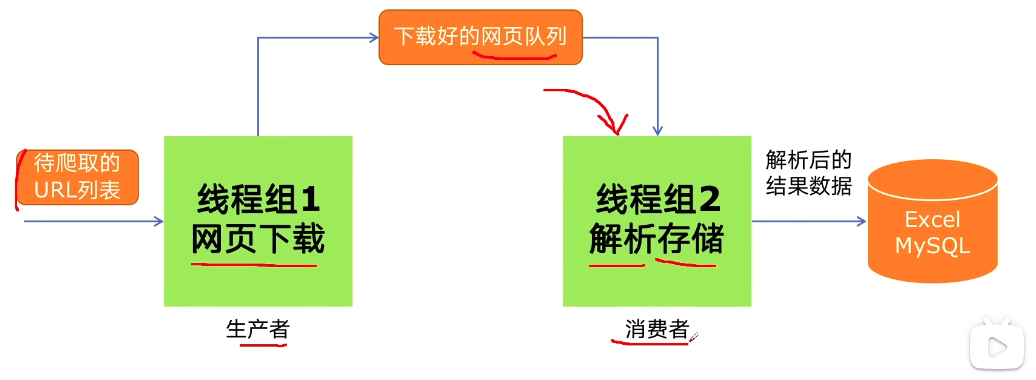 下载好的网页队列
待爬取的
URL列表
线程组1
网页下载
生产者
线程组2
解析存储
消费者
解析后的
结果数据
Excel
MySQL